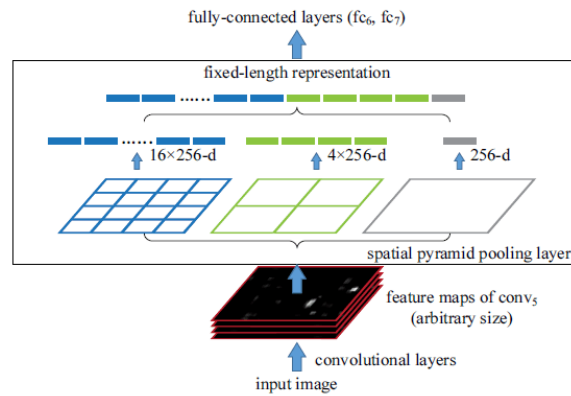 fully-connected layers (fc₆, fc₇)
fixed-length representation
......
......
16×256-d
4×256-d
256-d
spatial pyramid pooling layer
feature maps of conv₅
(arbitrary size)
convolutional layers
input image